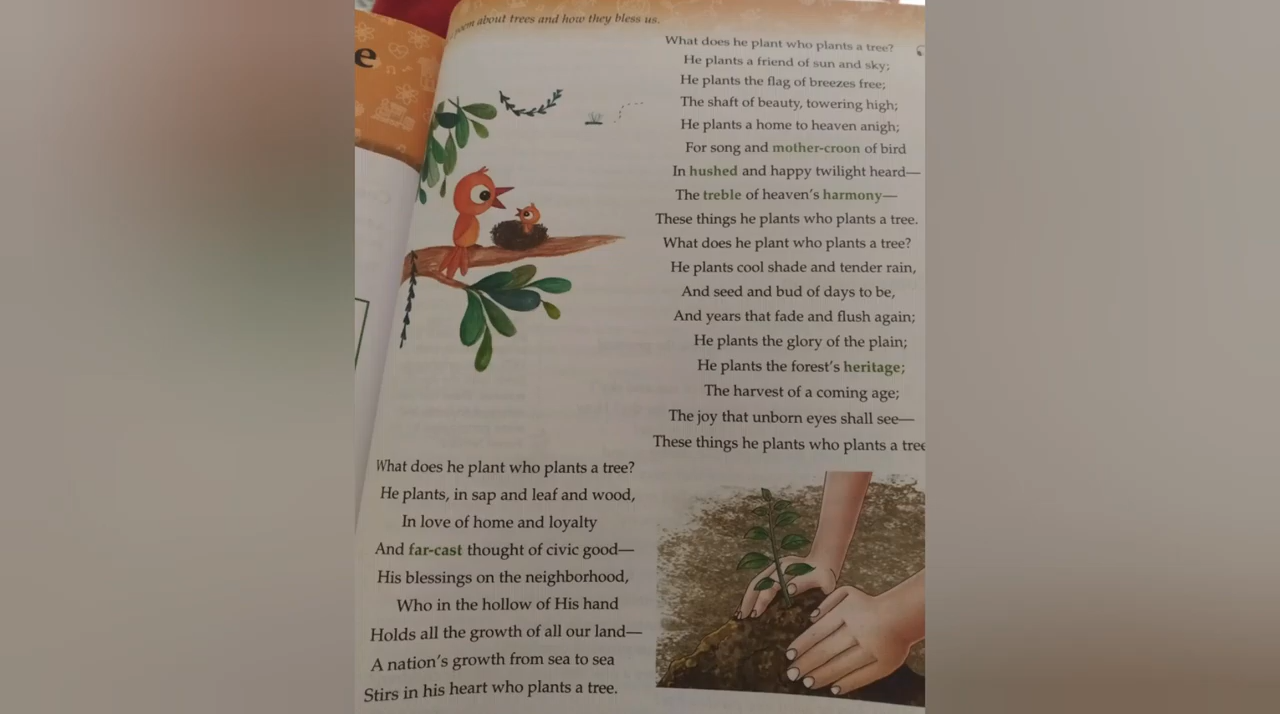 e
poem about trees and how they bless us.
What does he plant who plants a tree?
He plants a friend of sun and sky;
He plants the flag of breezes free;
The shaft of beauty, towering high;
He plants a home to heaven anigh;
For song and mother-croon of bird
In hushed and happy twilight heard—
The treble of heaven's harmony—
These things he plants who plants a tree.
What does he plant who plants a tree?
He plants cool shade and tender rain,
And seed and bud of days to be,
And years that fade and flush again;
He plants the glory of the plain;
He plants the forest's heritage;
The harvest of a coming age;
The joy that unborn eyes shall see—
These things he plants who plants a tree
What does he plant who plants a tree?
He plants, in sap and leaf and wood,
In love of home and loyalty
And far-cast thought of civic good—
His blessings on the neighborhood,
Who in the hollow of His hand
Holds all the growth of all our land—
A nation's growth from sea to sea
Stirs in his heart who plants a tree.